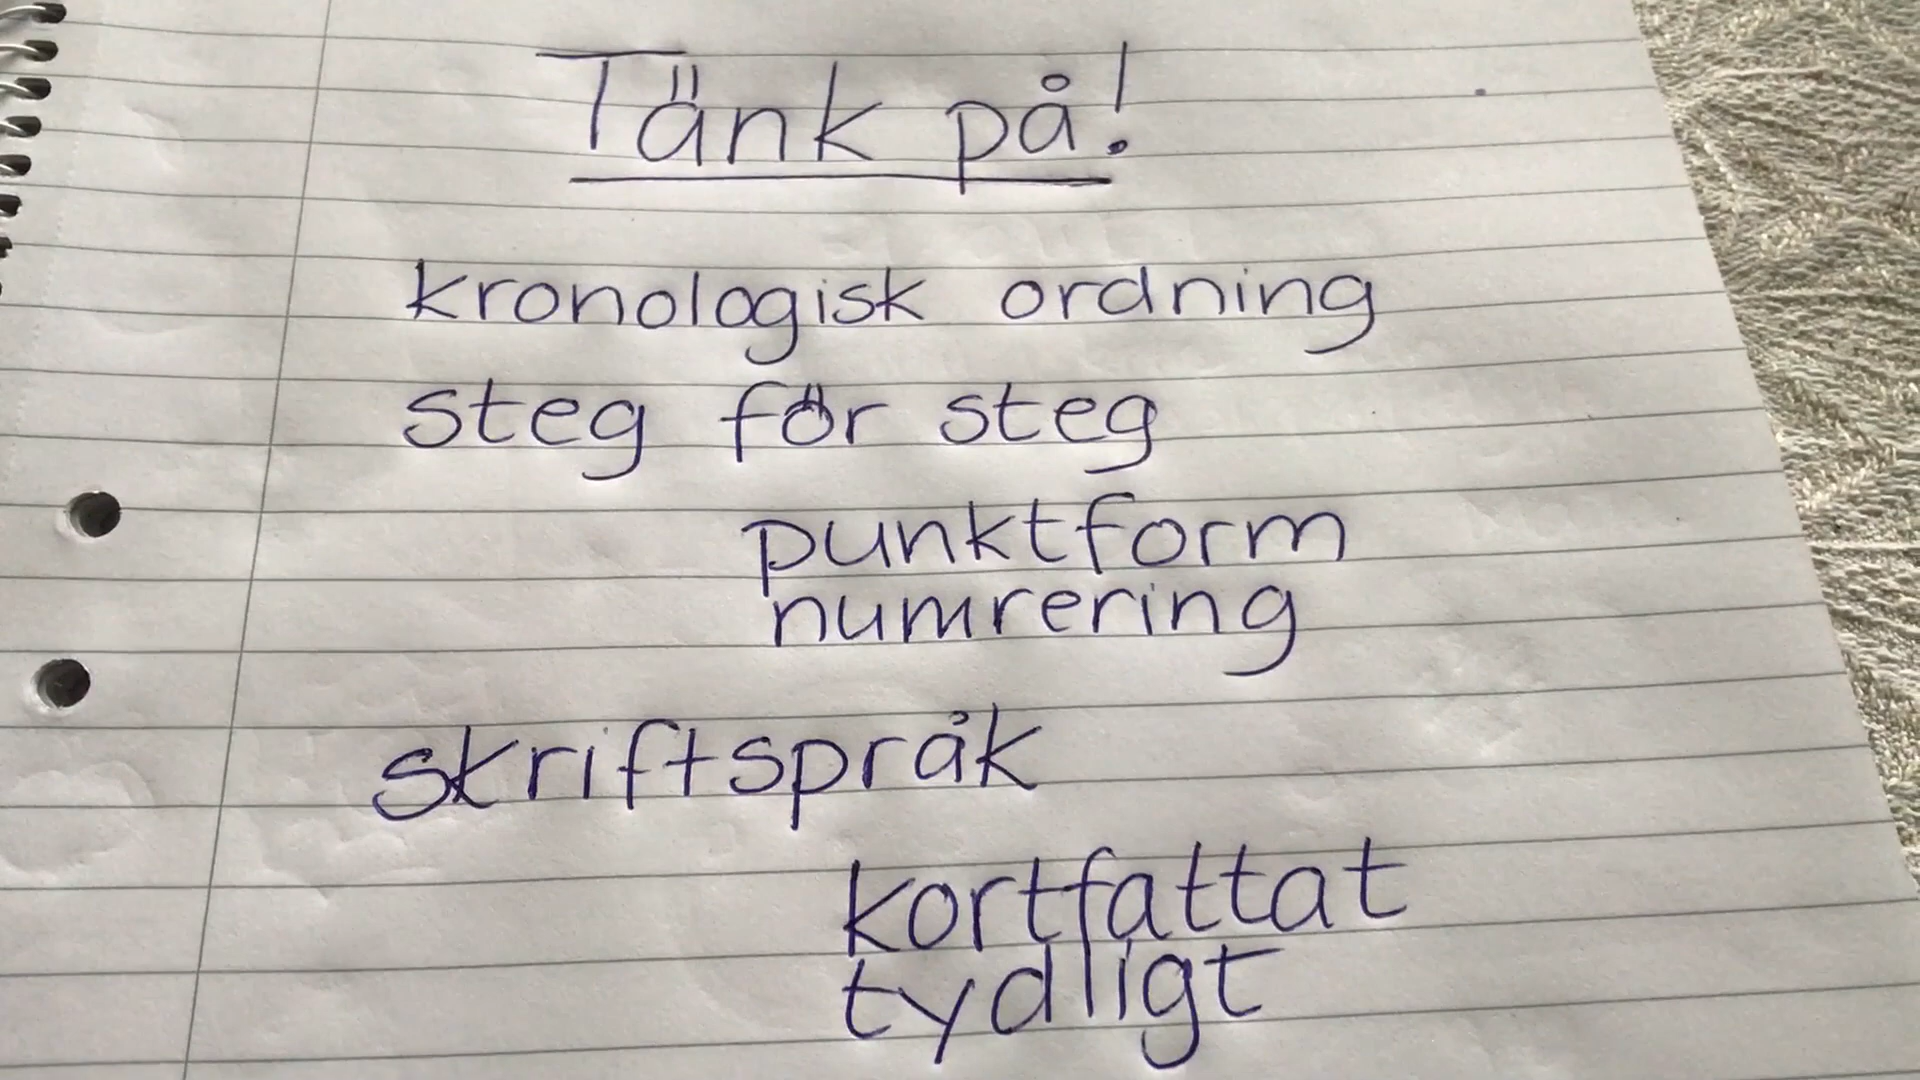 Tänk på!
kronologisk ordning
steg för steg
punktform
numrering
skriftspråk
kortfattat
tydligt